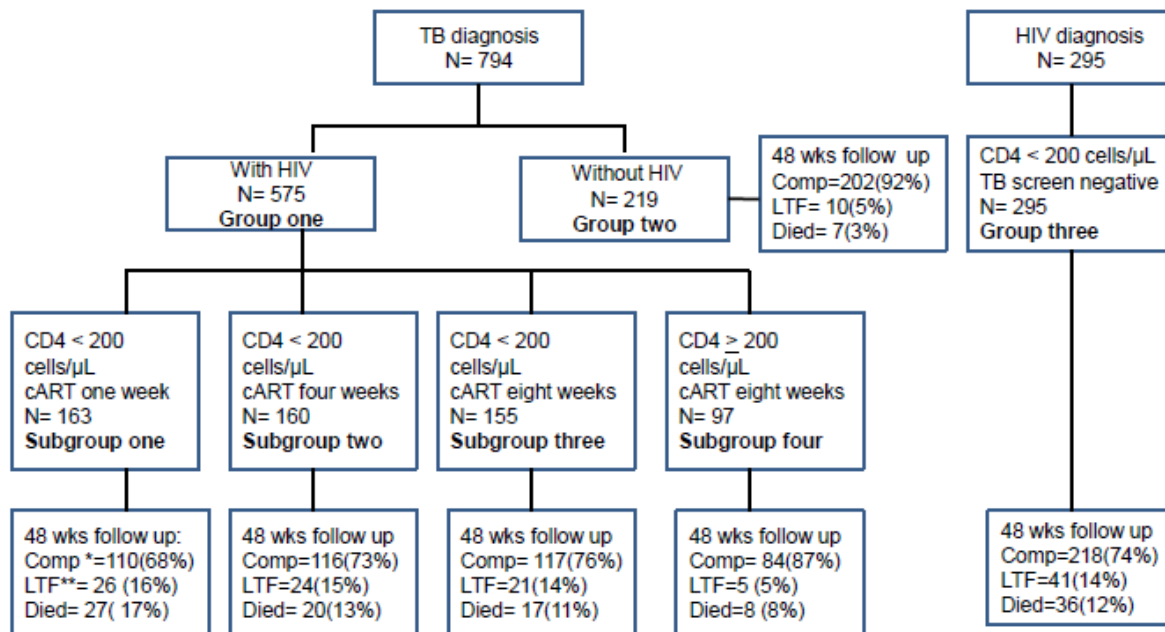 TB diagnosis
N= 794
HIV diagnosis
N= 295
With HIV
N= 575
Group one
Without HIV
N= 219
Group two
48 wks follow up
Comp=202(92%)
LTF= 10(5%)
Died= 7(3%)
CD4 < 200 cells/µL
TB screen negative
N= 295
Group three
CD4 < 200
cells/µL
cART one week
N= 163
Subgroup one
CD4 < 200
cells/µL
cART four weeks
N= 160
Subgroup two
CD4 < 200
cells/µL
cART eight weeks
N= 155
Subgroup three
CD4 ≥ 200
cells/µL
cART eight weeks
N= 97
Subgroup four
48 wks follow up:
Comp *=110(68%)
LTF**= 26 (16%)
Died= 27( 17%)
48 wks follow up
Comp=116(73%)
LTF=24(15%)
Died= 20(13%)
48 wks follow up
Comp= 117(76%)
LTF=21(14%)
Died= 17(11%)
48 wks follow up
Comp= 84(87%)
LTF=5 (5%)
Died=8 (8%)
48 wks follow up
Comp=218(74%)
LTF=41(14%)
Died=36(12%)